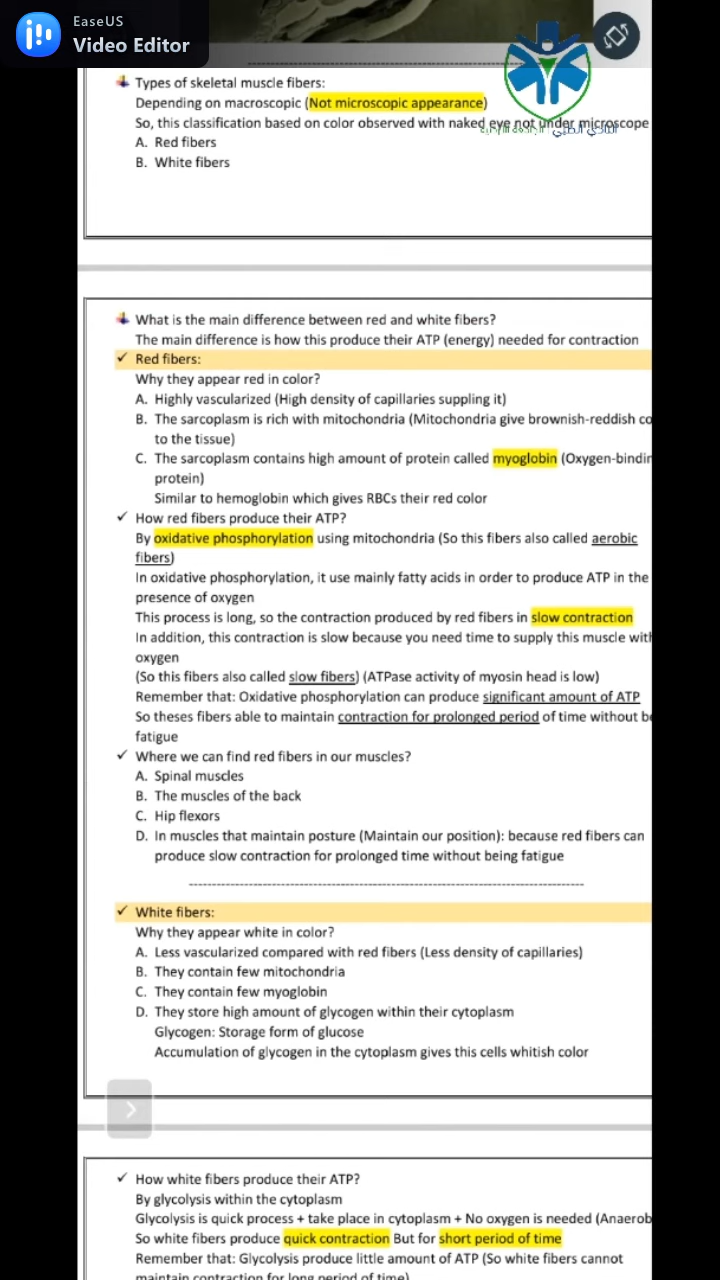 EaseUS
Video Editor
Types of skeletal muscle fibers:
Depending on macroscopic (Not microscopic appearance)
So, this classification based on color observed with naked eye not under microscope
A. Red fibers
B. White fibers
What is the main difference between red and white fibers?
The main difference is how this produce their ATP (energy) needed for contraction
✓ Red fibers:
Why they appear red in color?
A. Highly vascularized (High density of capillaries suppling it)
B. The sarcoplasm is rich with mitochondria (Mitochondria give brownish-reddish co
to the tissue)
C. The sarcoplasm contains high amount of protein called myoglobin (Oxygen-bindin
protein)
Similar to hemoglobin which gives RBCs their red color
✓ How red fibers produce their ATP?
By oxidative phosphorylation using mitochondria (So this fibers also called aerobic
fibers)
In oxidative phosphorylation, it use mainly fatty acids in order to produce ATP in the
presence of oxygen
This process is long, so the contraction produced by red fibers in slow contraction
In addition, this contraction is slow because you need time to supply this muscle with
oxygen
(So this fibers also called slow fibers) (ATPase activity of myosin head is low)
Remember that: Oxidative phosphorylation can produce significant amount of ATP
So theses fibers able to maintain contraction for prolonged period of time without be
fatigue
✓ Where we can find red fibers in our muscles?
A. Spinal muscles
B. The muscles of the back
C. Hip flexors
D. In muscles that maintain posture (Maintain our position): because red fibers can
produce slow contraction for prolonged time without being fatigue
✓ White fibers:
Why they appear white in color?
A. Less vascularized compared with red fibers (Less density of capillaries)
B. They contain few mitochondria
C. They contain few myoglobin
D. They store high amount of glycogen within their cytoplasm
Glycogen: Storage form of glucose
Accumulation of glycogen in the cytoplasm gives this cells whitish color
✓ How white fibers produce their ATP?
By glycolysis within the cytoplasm
Glycolysis is quick process + take place in cytoplasm + No oxygen is needed (Anaerob
So white fibers produce quick contraction But for short period of time
Remember that: Glycolysis produce little amount of ATP (So white fibers cannot
maintain contraction for long period of time)